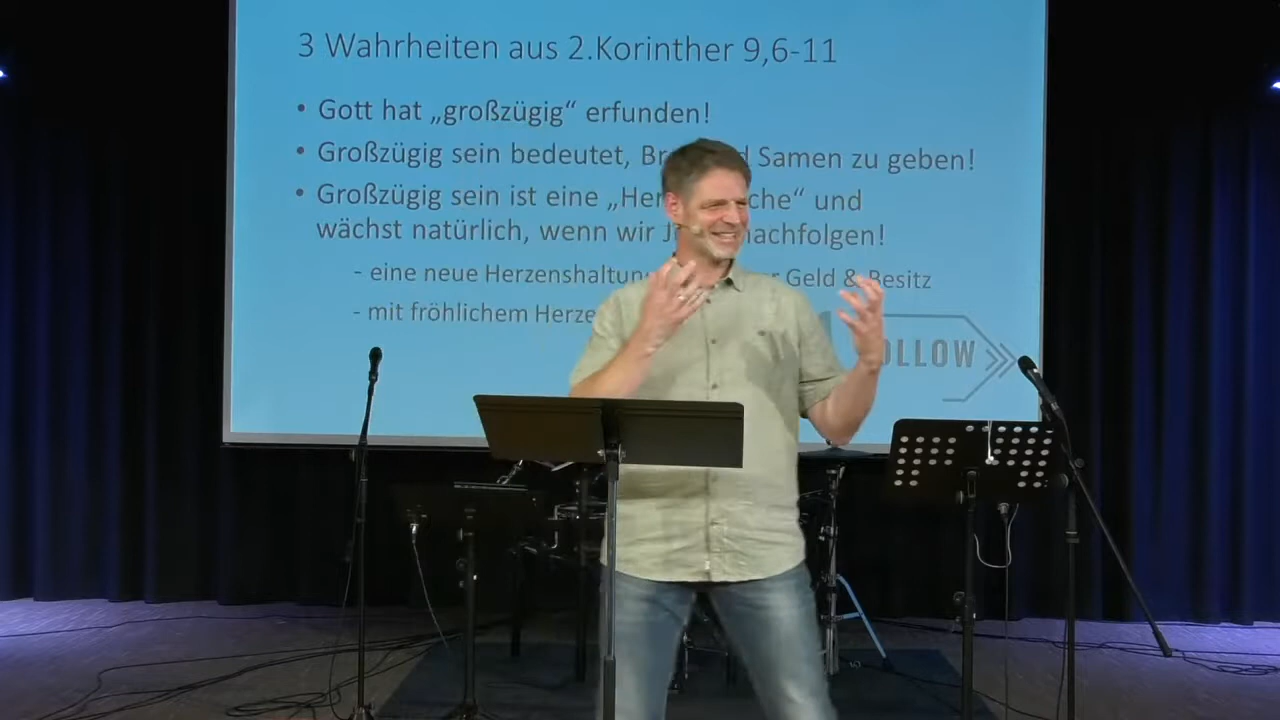 3 Wahrheiten aus 2.Korinther 9,6-11
• Gott hat „großzügig“ erfunden!
• Großzügig sein bedeutet, Samen zu geben!
• Großzügig sein ist eine und
wächst natürlich, wenn wir nachfolgen!
- eine neue Geld & Besitz
- mit fröhlichem